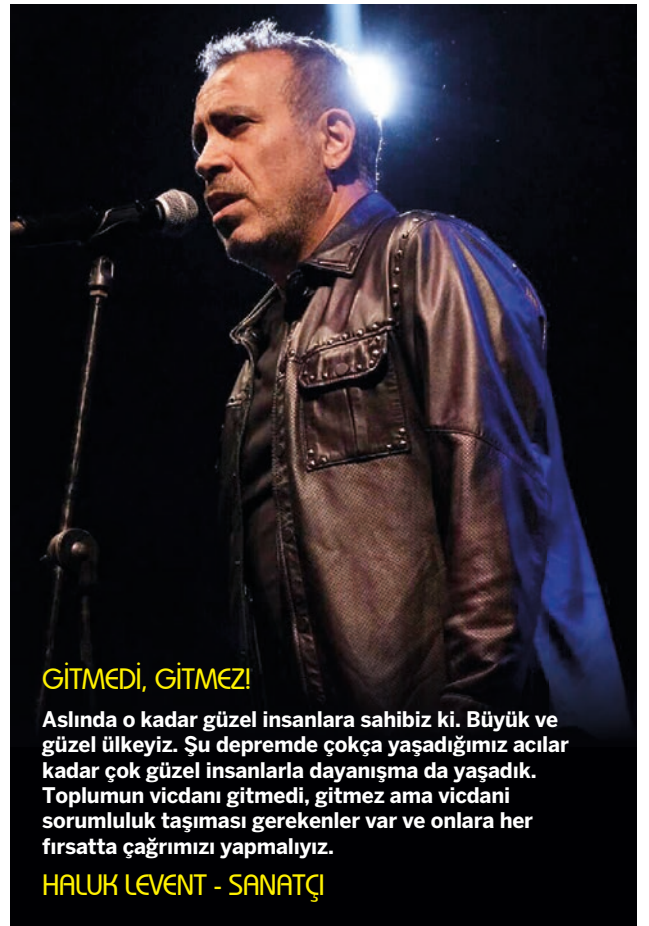 GİTMEDİ, GİTMEZ!
Aslında o kadar güzel insanlara sahibiz ki. Büyük ve
güzel ülkeyiz. Şu depremde çokça yaşadığımız acılar
kadar çok güzel insanlarla dayanışma da yaşadık.
Toplumun vicdanı gitmedi, gitmez ama vicdani
sorumluluk taşıması gerekenler var ve onlara her
fırsatta çağrımızı yapmalıyız.
HALUK LEVENT - SANATÇI